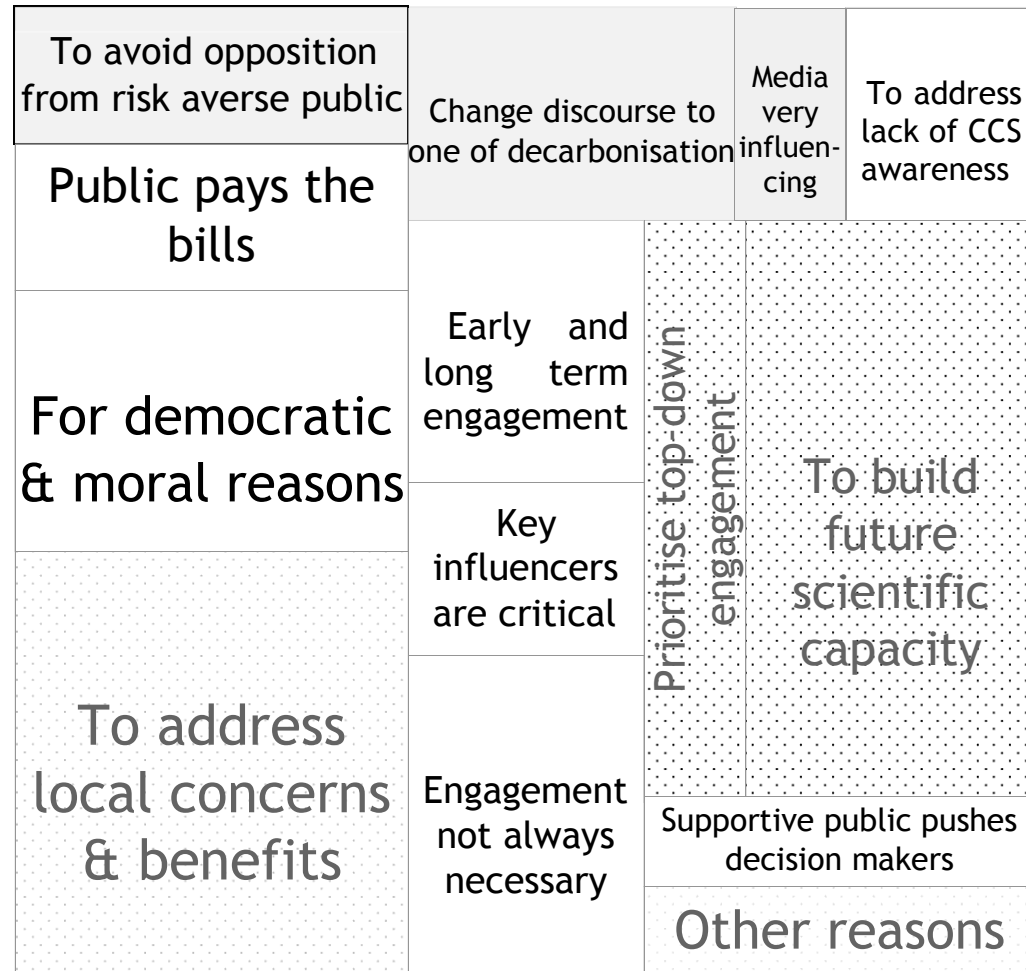 To avoid opposition
from risk averse public
Public pays the
bills
For democratic
& moral reasons
To address
local concerns
& benefits
Change discourse to
one of decarbonisation
Media
very
influen-
cing
To address
lack of CCS
awareness
Early and
long term
engagement
Key
influencers
are critical
Engagement
not always
necessary
Prioritise top-down
engagement
To build
future
scientific
capacity
Supportive public pushes
decision makers
Other reasons